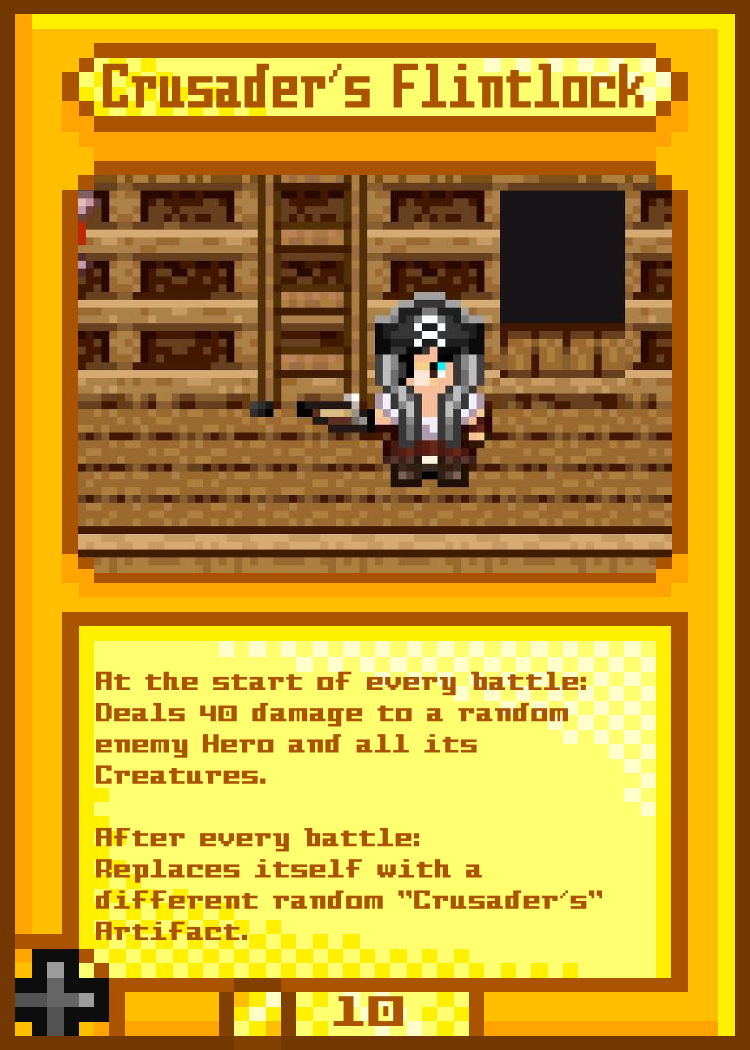 Crusader's Flintlock
At the start of every battle:
Deals 40 damage to a random
enemy Hero and all its
Creatures.
After every battle:
Replaces itself with a
different random "Crusader's"
Artifact.
10